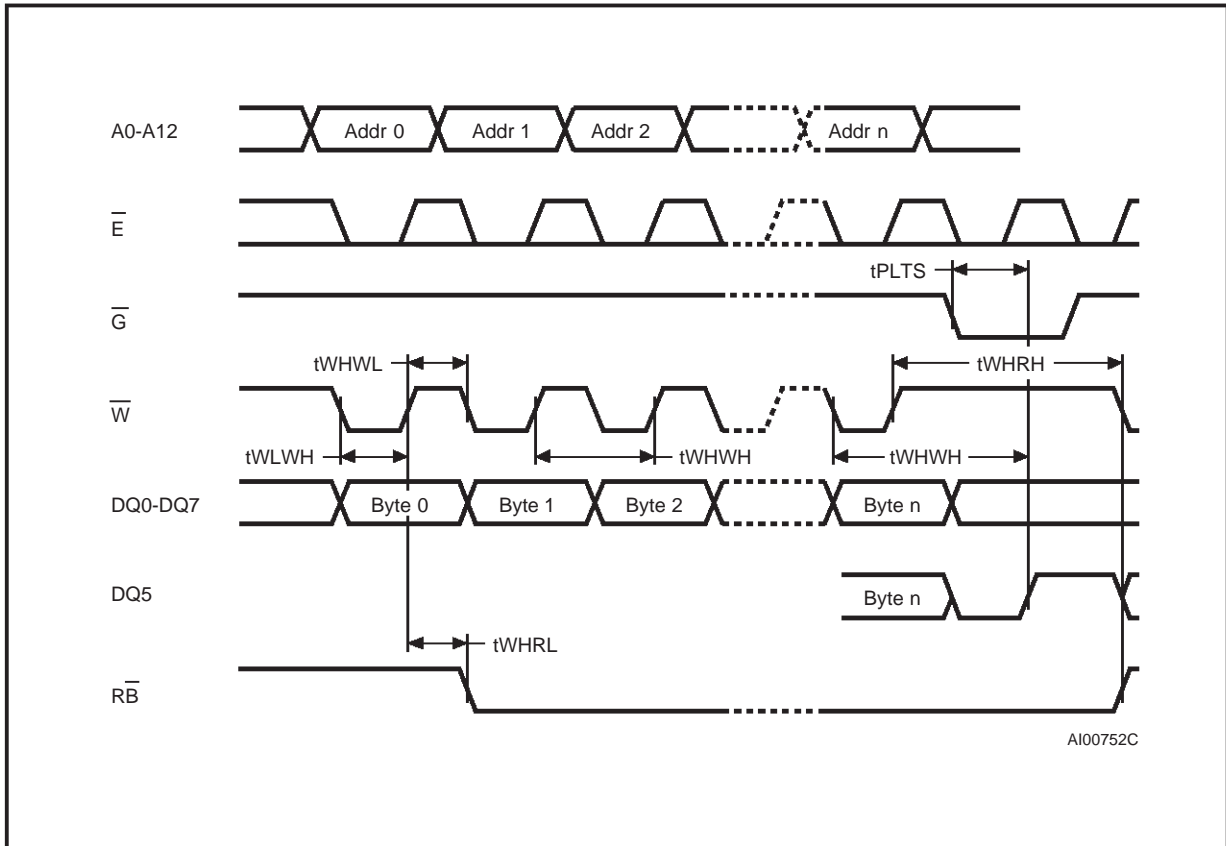 A0-A12
Addr 0 Addr 1 Addr 2 Addr n
E̅
tPLTS
G̅
tWHWL tWHRH
W̅
tWLWH tWHWH tWHWH
DQ0-DQ7
Byte 0 Byte 1 Byte 2 Byte n
DQ5
Byte n
tWHRL
RB̅
AI00752C